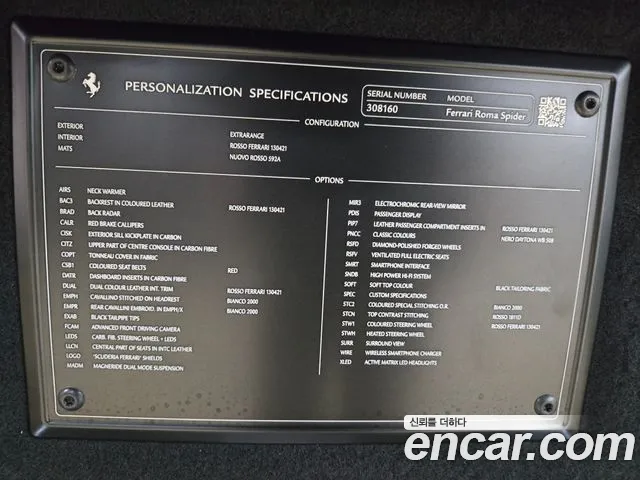 PERSONALIZATION SPECIFICATIONS
SERIAL NUMBER MODEL
308160 Ferrari Roma Spider
CONFIGURATION
EXTERIOR EXTRARANGE
INTERIOR ROSSO FERRARI 130421
MATS NUOVO ROSSO 592A
OPTIONS
AIRS NECK WARMER
BAC3 BACKREST IN COLOURED LEATHER ROSSO FERRARI 130421
BRAD BACK RADAR
CALR RED BRAKE CALLIPERS
CISK EXTERIOR SILL KICKPLATE IN CARBON
CITZ UPPER PART OF CENTRE CONSOLE IN CARBON FIBRE
COPT TONNEAU COVER IN FABRIC
CSB1 COLOURED SEAT BELTS RED
DATR DASHBOARD INSERTS IN CARBON FIBRE
DUAL DUAL COLOUR LEATHER INT. TRIM ROSSO FERRARI 130421
EMPH CAVALLINO STITCHED ON HEADREST BIANCO 2000
EMPR REAR CAVALLINI EMBROID. IN EMPH/X BIANCO 2000
EXAB BLACK TAILPIPE TIPS
FCAM ADVANCED FRONT DRIVING CAMERA
LEDS CARB. FIB. STEERING WHEEL + LEDS
LLCN CENTRAL PART OF SEATS IN INTC LEATHER
LOGO "SCUDERIA FERRARI" SHIELDS
MADM MAGNERIDE DUAL MODE SUSPENSION
MIR3 ELECTROCHROMIC REAR-VIEW MIRROR
PDIS PASSENGER DISPLAY
PIP7 LEATHER PASSENGER COMPARTMENT INSERTS IN ROSSO FERRARI 130421
PNCC CLASSIC COLOURS NERO DAYTONA WB 508
RSFD DIAMOND-POLISHED FORGED WHEELS
RSFV VENTILATED FULL ELECTRIC SEATS
SMRT SMARTPHONE INTERFACE
SNDB HIGH POWER HI-FI SYSTEM
SOFT SOFT TOP COLOUR BLACK TAILORING FABRIC
SPEC CUSTOM SPECIFICATIONS
STC2 COLOURED SPECIAL STITCHING O.R. BIANCO 2000
STCN TOP CONTRAST STITCHING ROSSO 1811D
STW1 COLOURED STEERING WHEEL ROSSO FERRARI 130421
STWH HEATED STEERING WHEEL
SURR SURROUND VIEW
WIRE WIRELESS SMARTPHONE CHARGER
XLED ACTIVE MATRIX LED HEADLIGHTS
신뢰를 더하다
encar.com